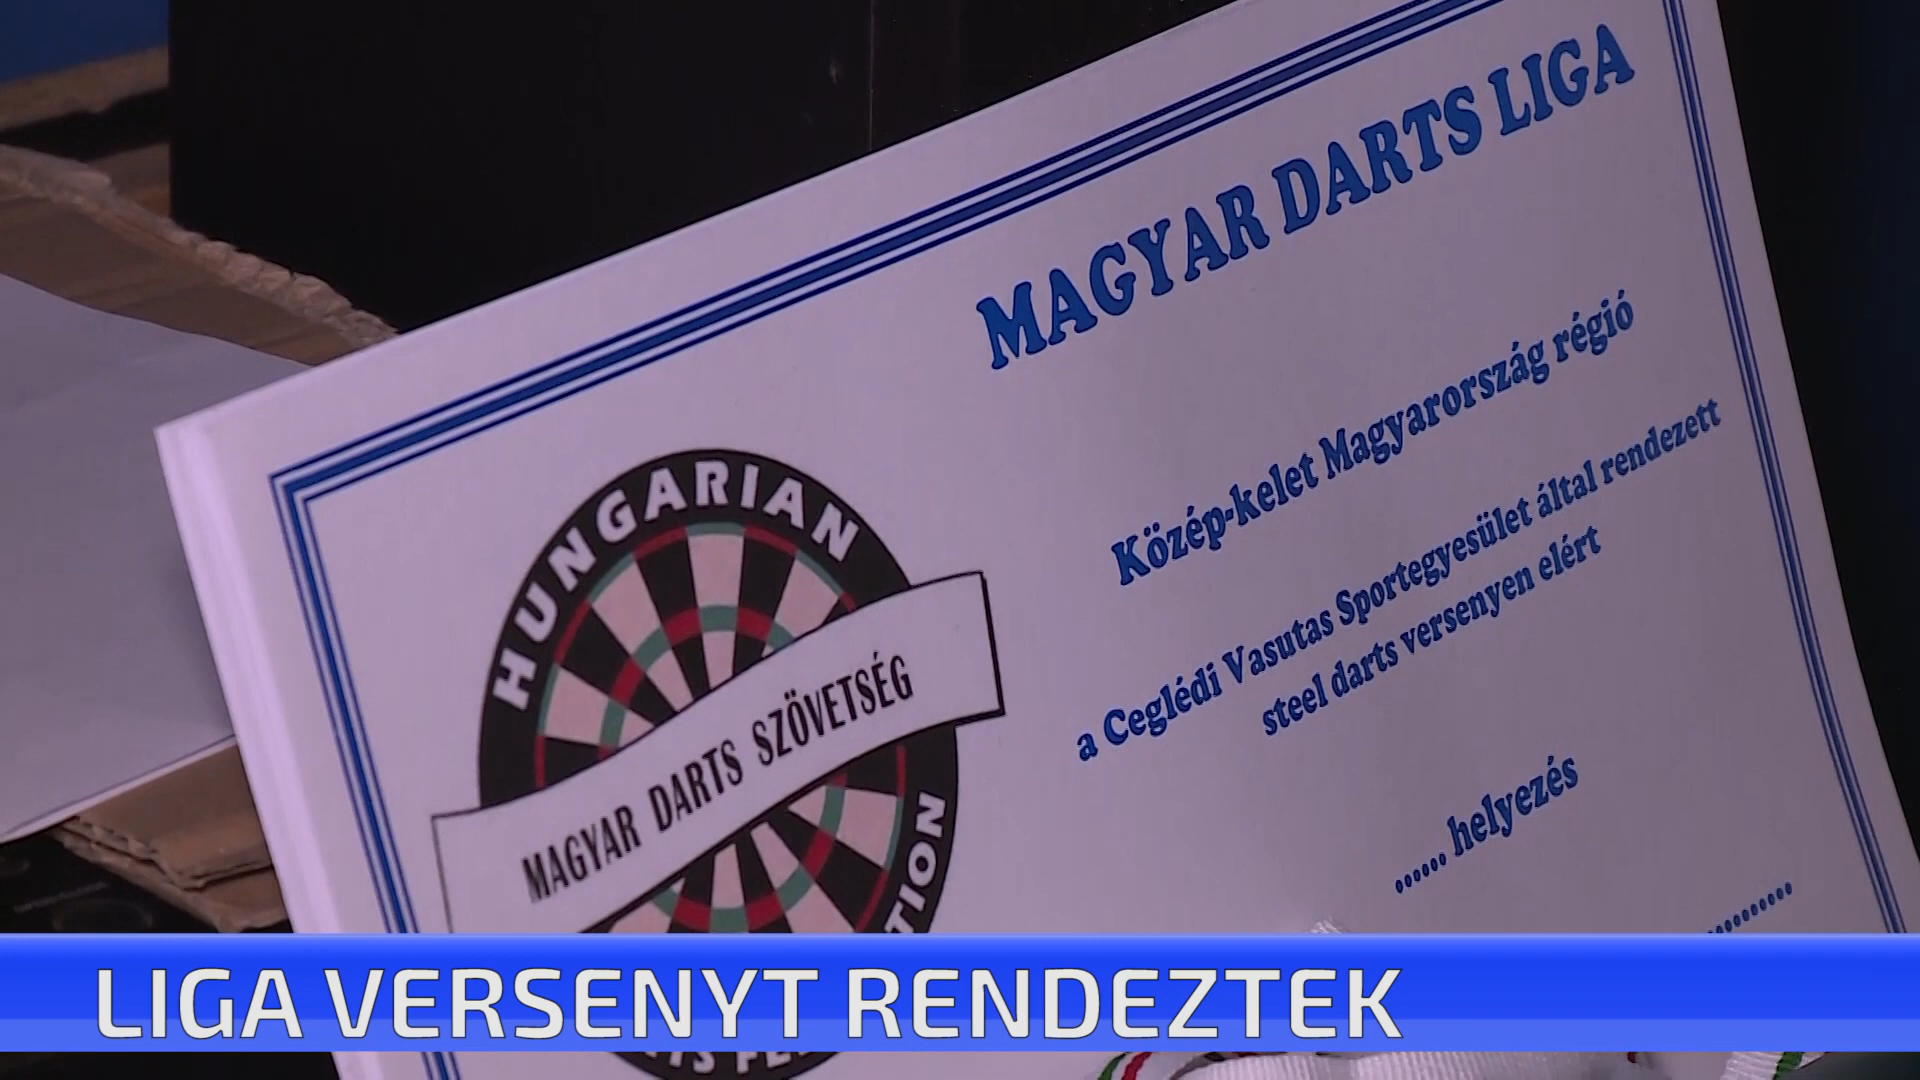 MAGYAR DARTS LIGA
Közép-kelet Magyarország régió
a Ceglédi Vasutas Sportegyesület által rendezett
steel darts versenyen elért
...... helyezés
HUNGARIAN
MAGYAR DARTS SZÖVETSÉG
LIGA VERSENYT RENDEZTEK